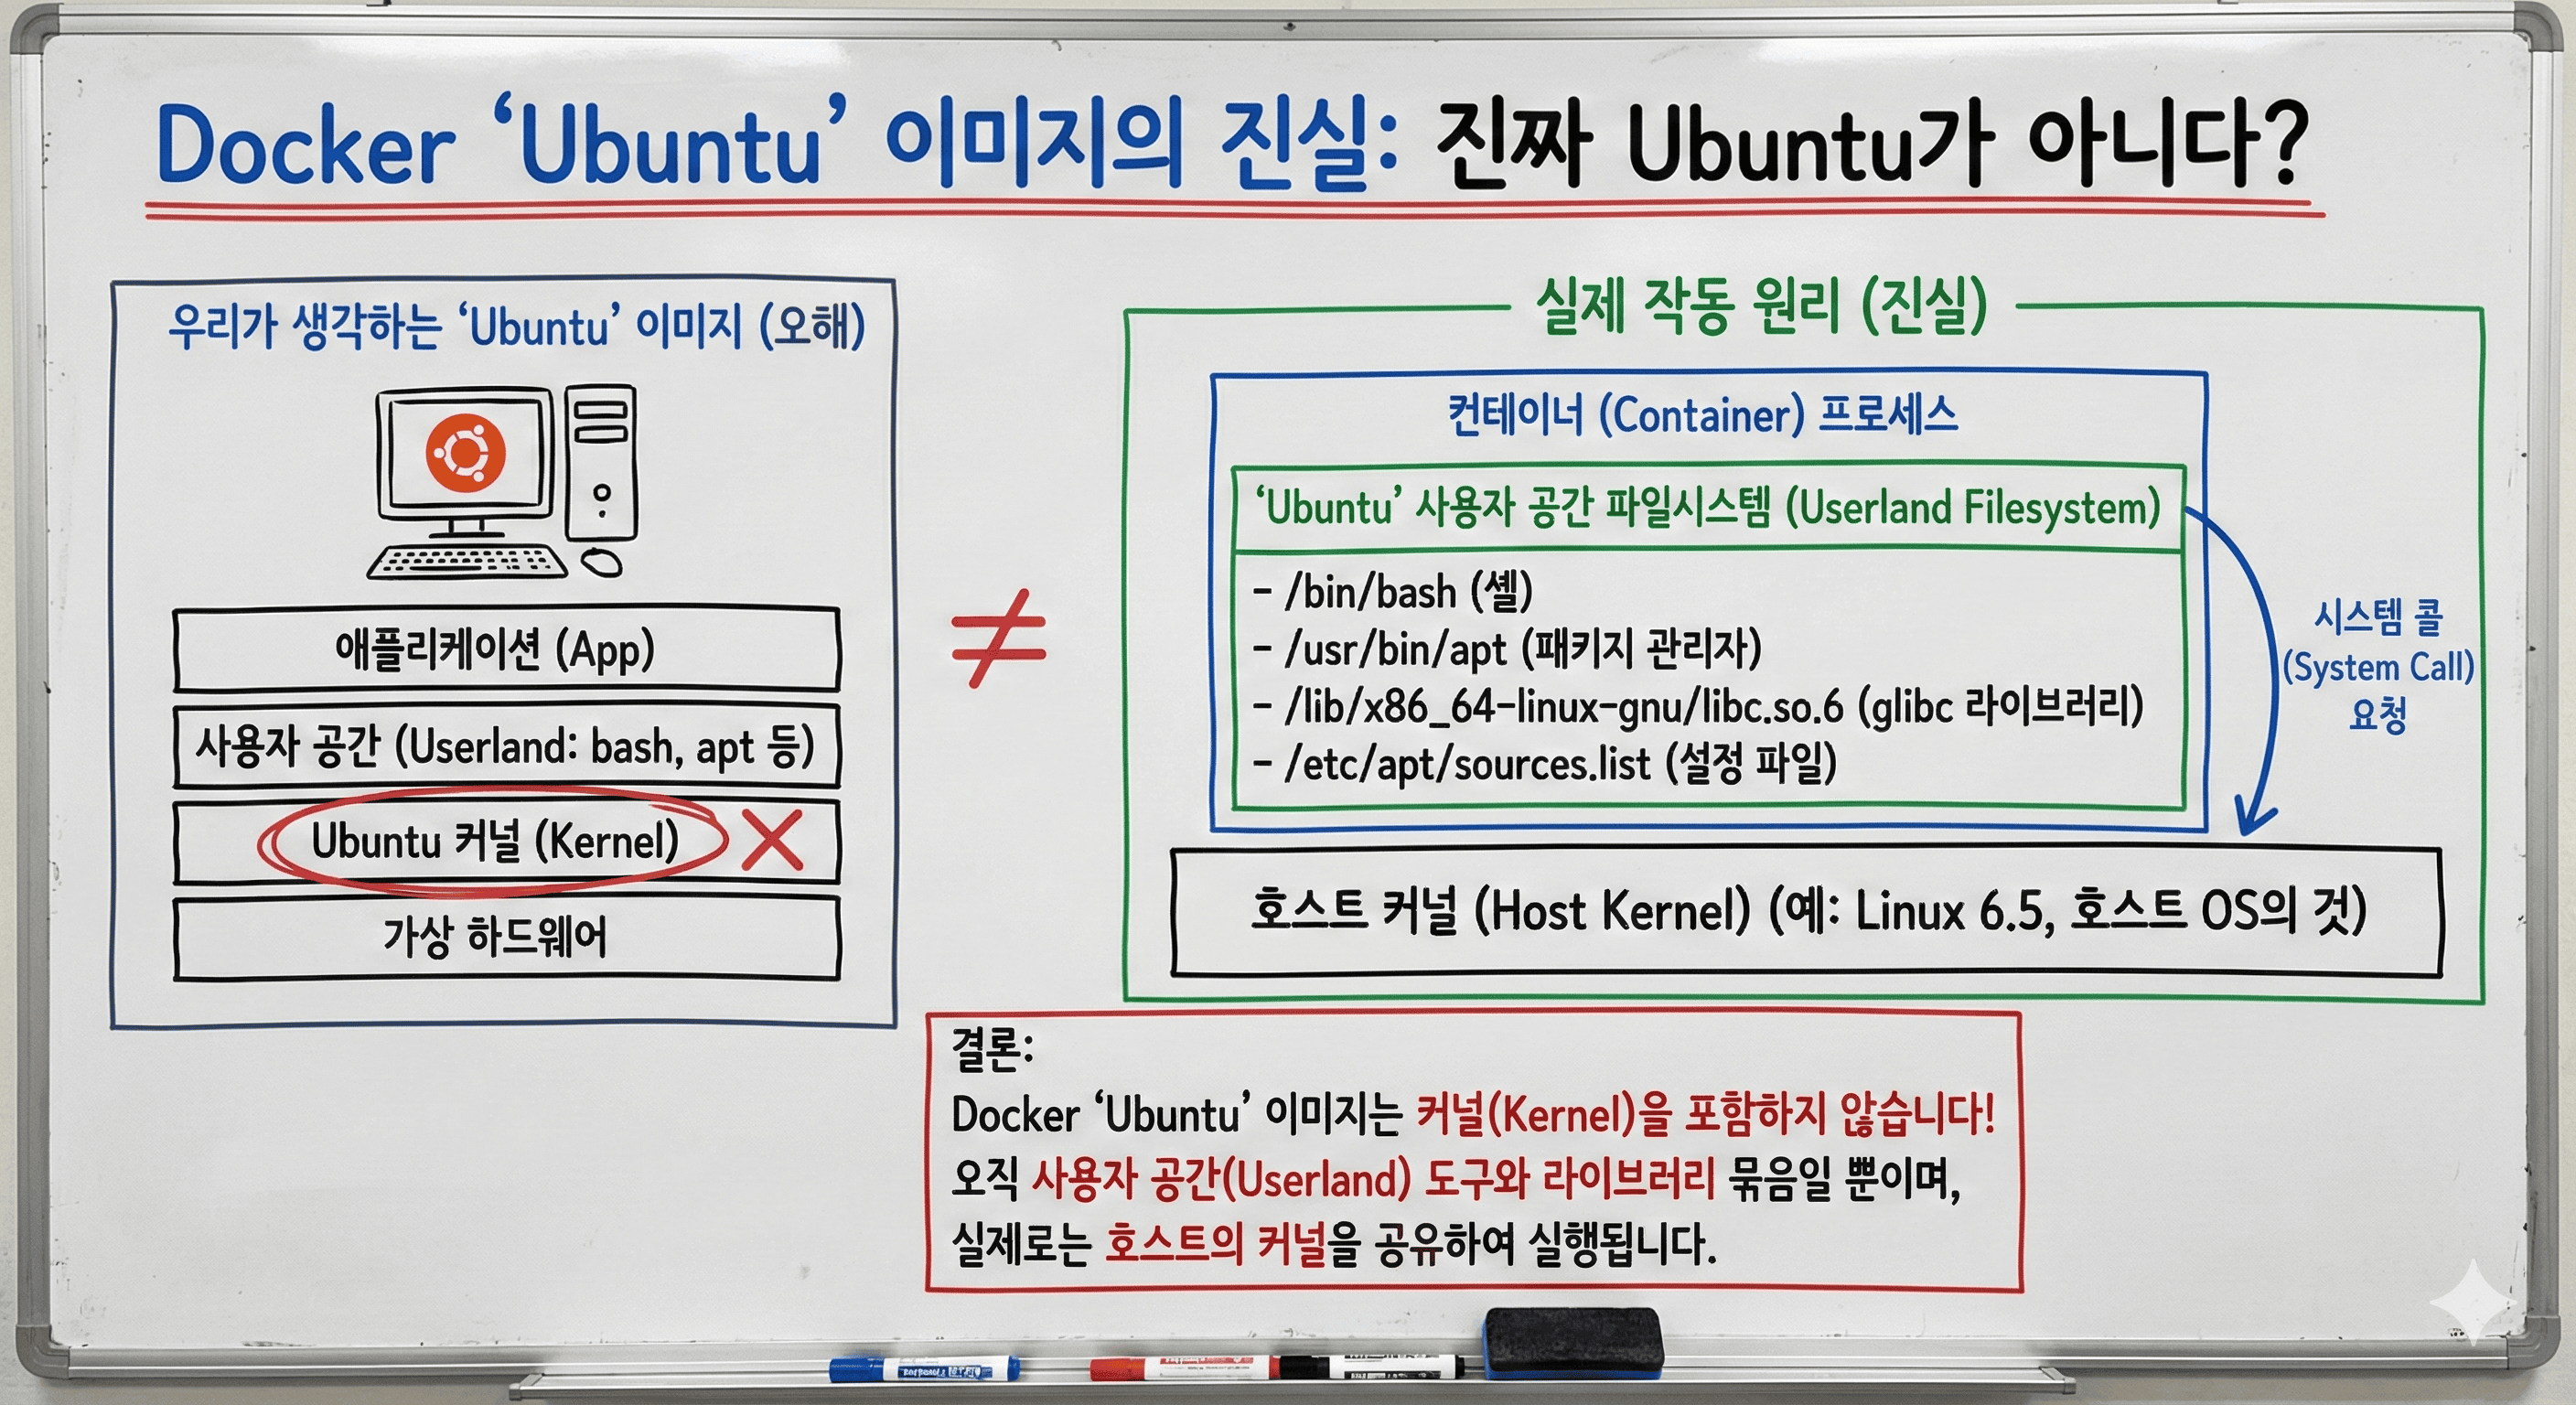 Docker ‘Ubuntu’ 이미지의 진실: 진짜 Ubuntu가 아니다?
우리가 생각하는 ‘Ubuntu’ 이미지 (오해)
애플리케이션 (App)
사용자 공간 (Userland: bash, apt 등)
Ubuntu 커널 (Kernel)
가상 하드웨어
≠
실제 작동 원리 (진실)
컨테이너 (Container) 프로세스
‘Ubuntu’ 사용자 공간 파일시스템 (Userland Filesystem)
- /bin/bash (셸)
- /usr/bin/apt (패키지 관리자)
- /lib/x86_64-linux-gnu/libc.so.6 (glibc 라이브러리)
- /etc/apt/sources.list (설정 파일)
시스템 콜
(System Call)
요청
호스트 커널 (Host Kernel) (예: Linux 6.5, 호스트 OS의 것)
결론:
Docker ‘Ubuntu’ 이미지는 커널(Kernel)을 포함하지 않습니다!
오직 사용자 공간(Userland) 도구와 라이브러리 묶음일 뿐이며,
실제로는 호스트의 커널을 공유하여 실행됩니다.